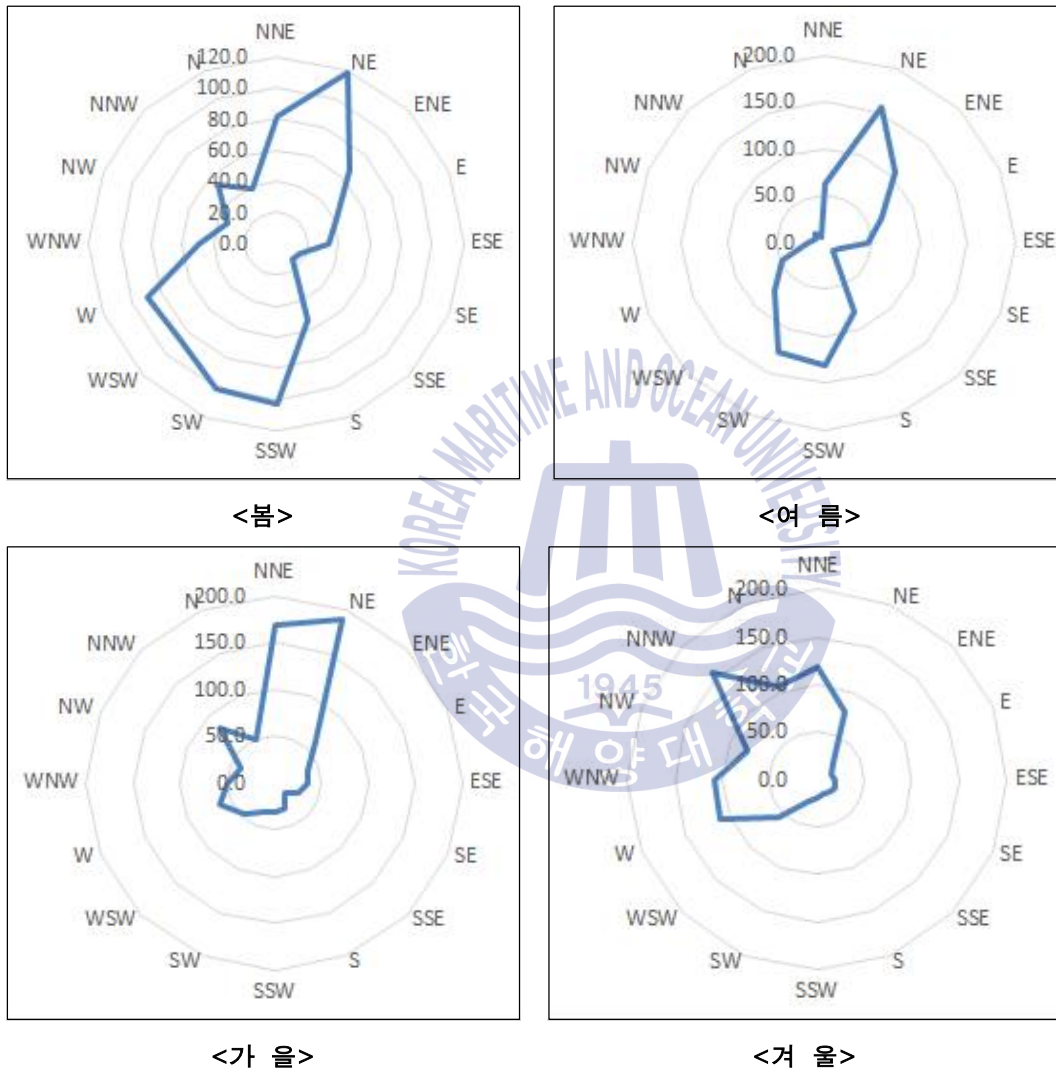 NNE
120.0
N
NE
100.0
NNW
ENE
80.0
60.0
NW
E
40.0
20.0
WNW
0.0
ESE
W
SE
WSW
SSE
SW
S
SSW
<봄>
NNE
200.0
N
NE
150.0
NNW
ENE
100.0
NW
E
50.0
WNW
0.0
ESE
W
SE
WSW
SSE
SW
S
SSW
<여 름>
NNE
200.0
N
NE
150.0
NNW
ENE
100.0
NW
E
50.0
WNW
0.0
ESE
W
SE
WSW
SSE
SW
S
SSW
<가 을>
NNE
200.0
N
NE
150.0
NNW
ENE
100.0
NW
E
50.0
WNW
0.0
ESE
W
SE
WSW
SSE
SW
S
SSW
<겨 울>
KOREA MARITIME AND OCEAN UNIVERSITY
1945
한국해양대학교